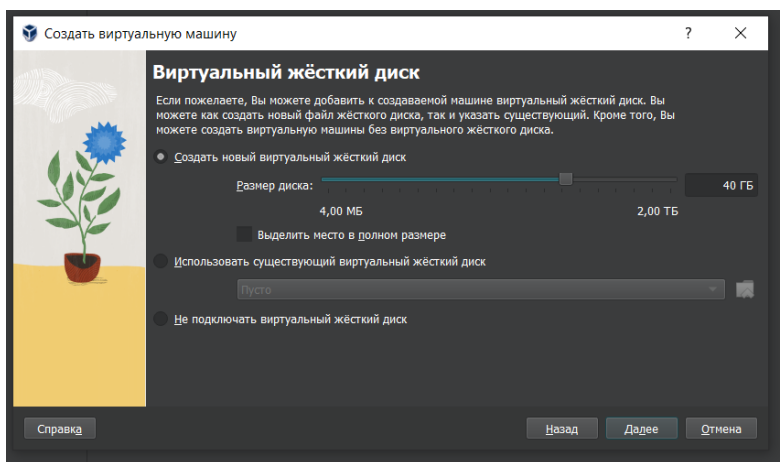 Создать виртуальную машину
?
Виртуальный жёсткий диск
Если пожелаете, Вы можете добавить к создаваемой машине виртуальный жёсткий диск. Вы
можете как создать новый файл жёсткого диска, так и указать существующий. Кроме того, Вы
можете создать виртуальную машины без виртуального жёсткого диска.
Создать новый виртуальный жёсткий диск
Размер диска:
40 ГБ
4,00 МБ
2,00 ТБ
Выделить место в полном размере
Использовать существующий виртуальный жёсткий диск
Пусто
Не подключать виртуальный жёсткий диск
Справка
Назад
Далее
Отмена